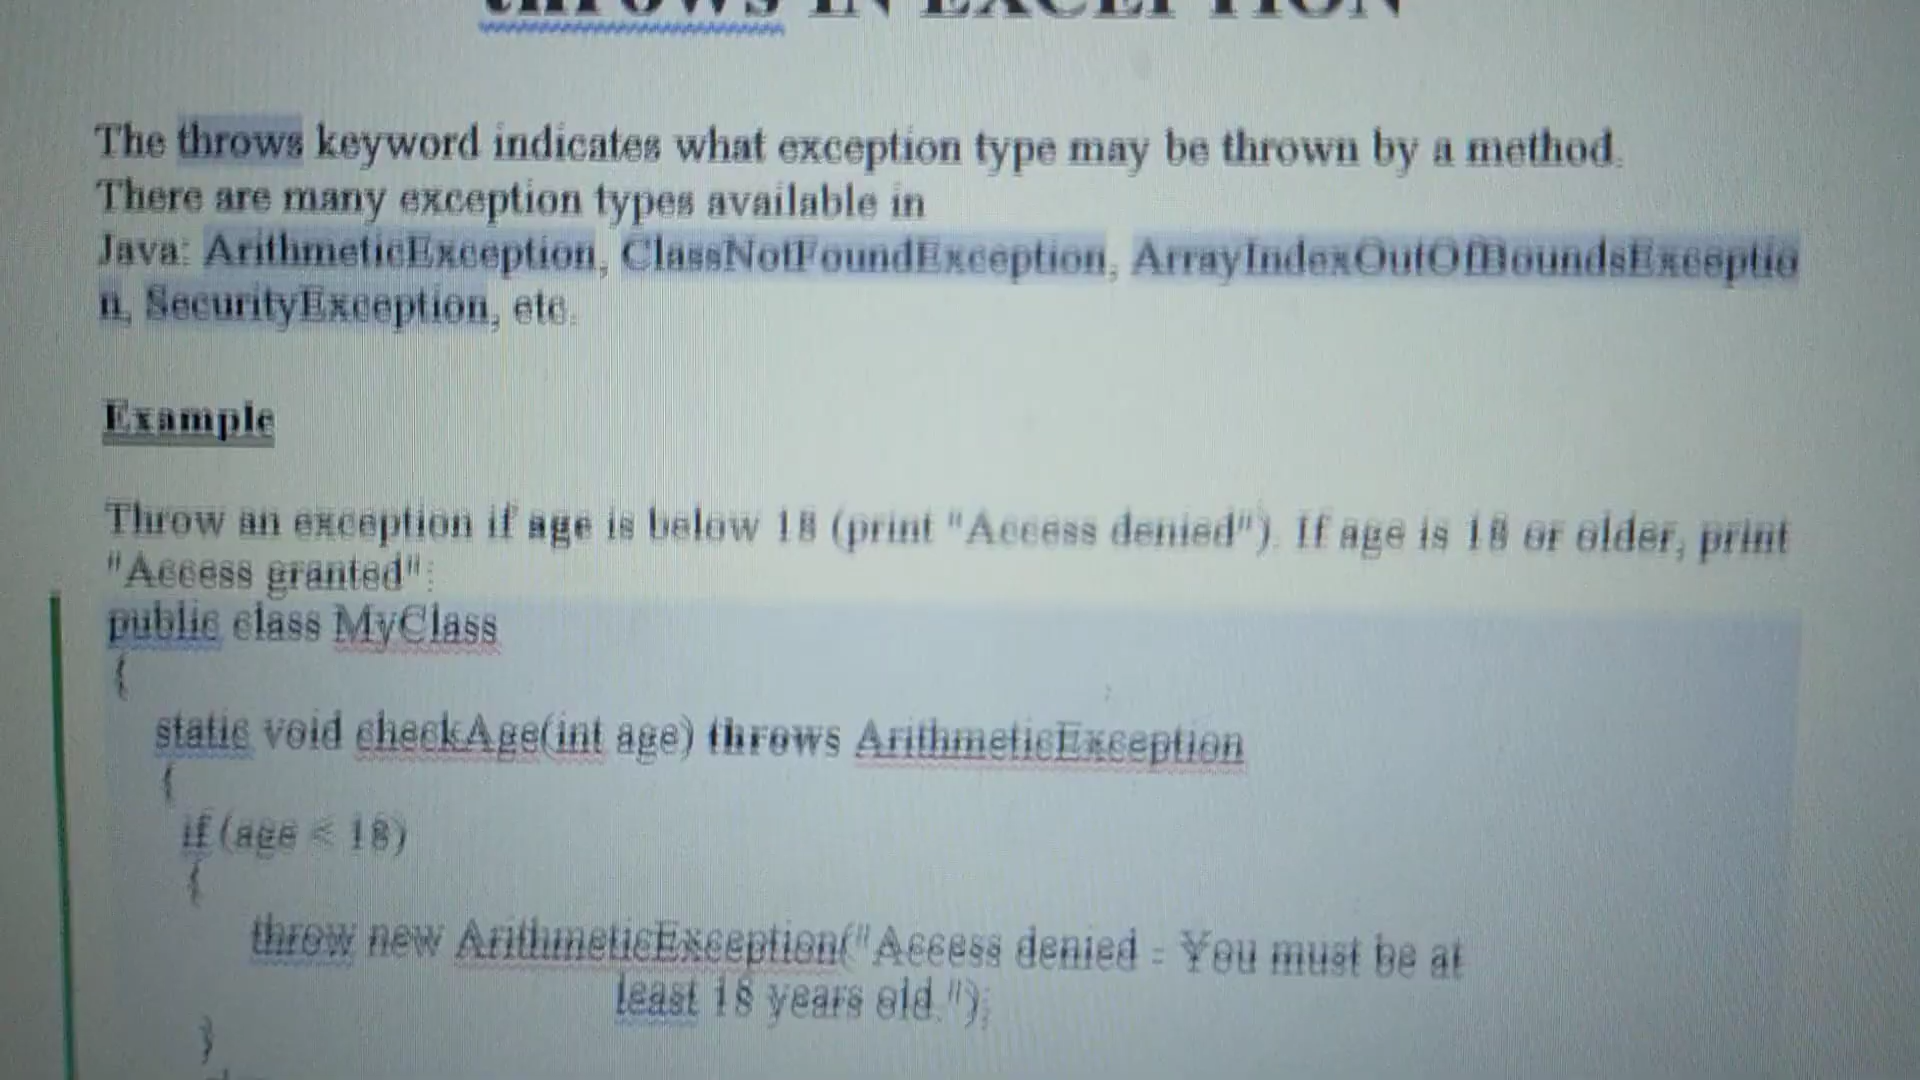 throws IN EXCEPTION
The throws keyword indicates what exception type may be thrown by a method.
There are many exception types available in
Java: ArithmeticException, ClassNotFoundException, ArrayIndexOutOfBoundsExceptio
n, SecurityException, etc.
Example
Throw an exception if age is below 18 (print "Access denied"). If age is 18 or older, print
"Access granted":
public class MyClass
{
static void checkAge(int age) throws ArithmeticException
{
if (age < 18)
{
throw new ArithmeticException("Access denied - You must be at
least 18 years old.");
}